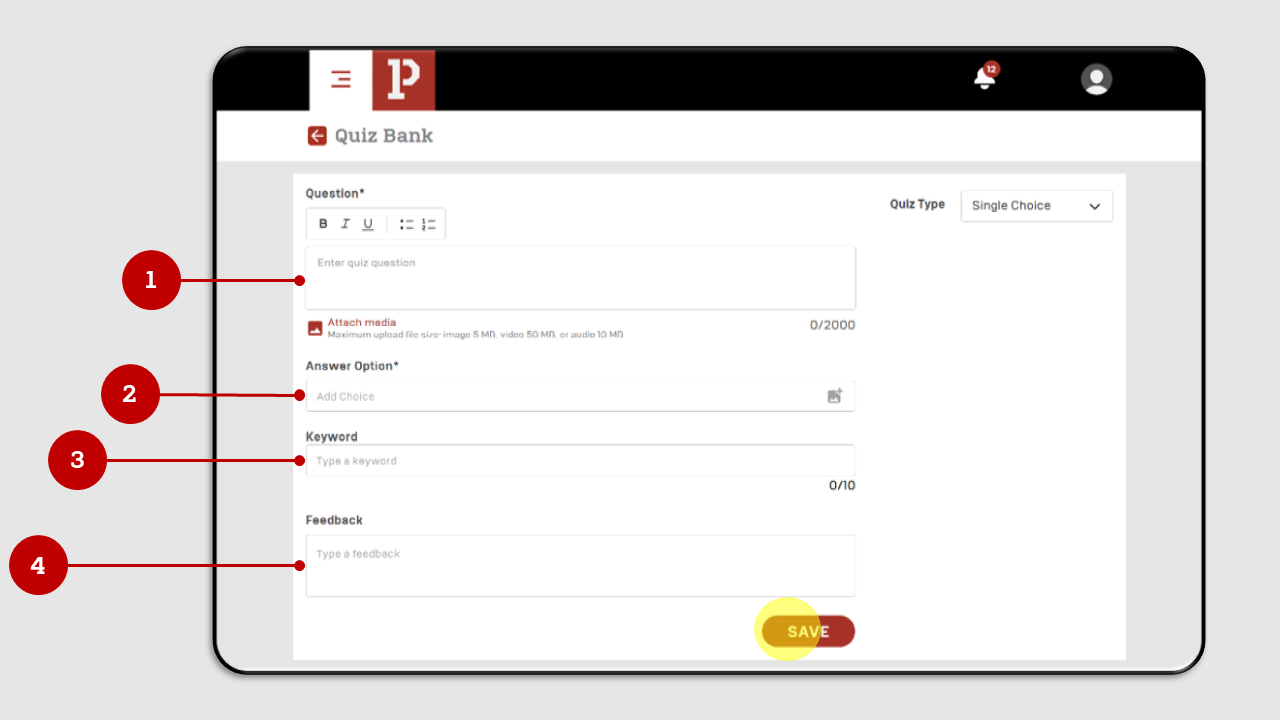 P
12
Quiz Bank
Question*
Quiz Type
Single Choice
B I U
Enter quiz question
1
Attach media
0/2000
Maximum upload file size: image 5 MB, video 50 MB, or audio 10 MB
Answer Option*
2
Add Choice
Keyword
3
Type a keyword
0/10
Feedback
Type a feedback
4
SAVE